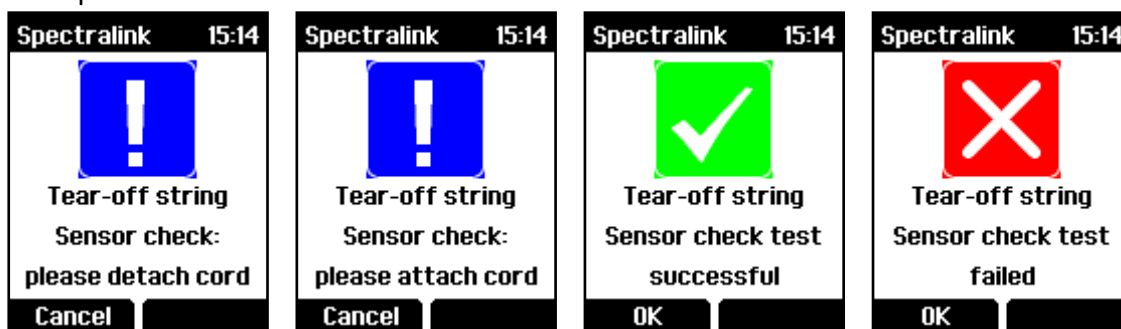 Spectralink 15:14
Tear-off string
Sensor check:
please detach cord
Cancel
Spectralink 15:14
Tear-off string
Sensor check:
please attach cord
Cancel
Spectralink 15:14
Tear-off string
Sensor check test
successful
OK
Spectralink 15:14
Tear-off string
Sensor check test
failed
OK